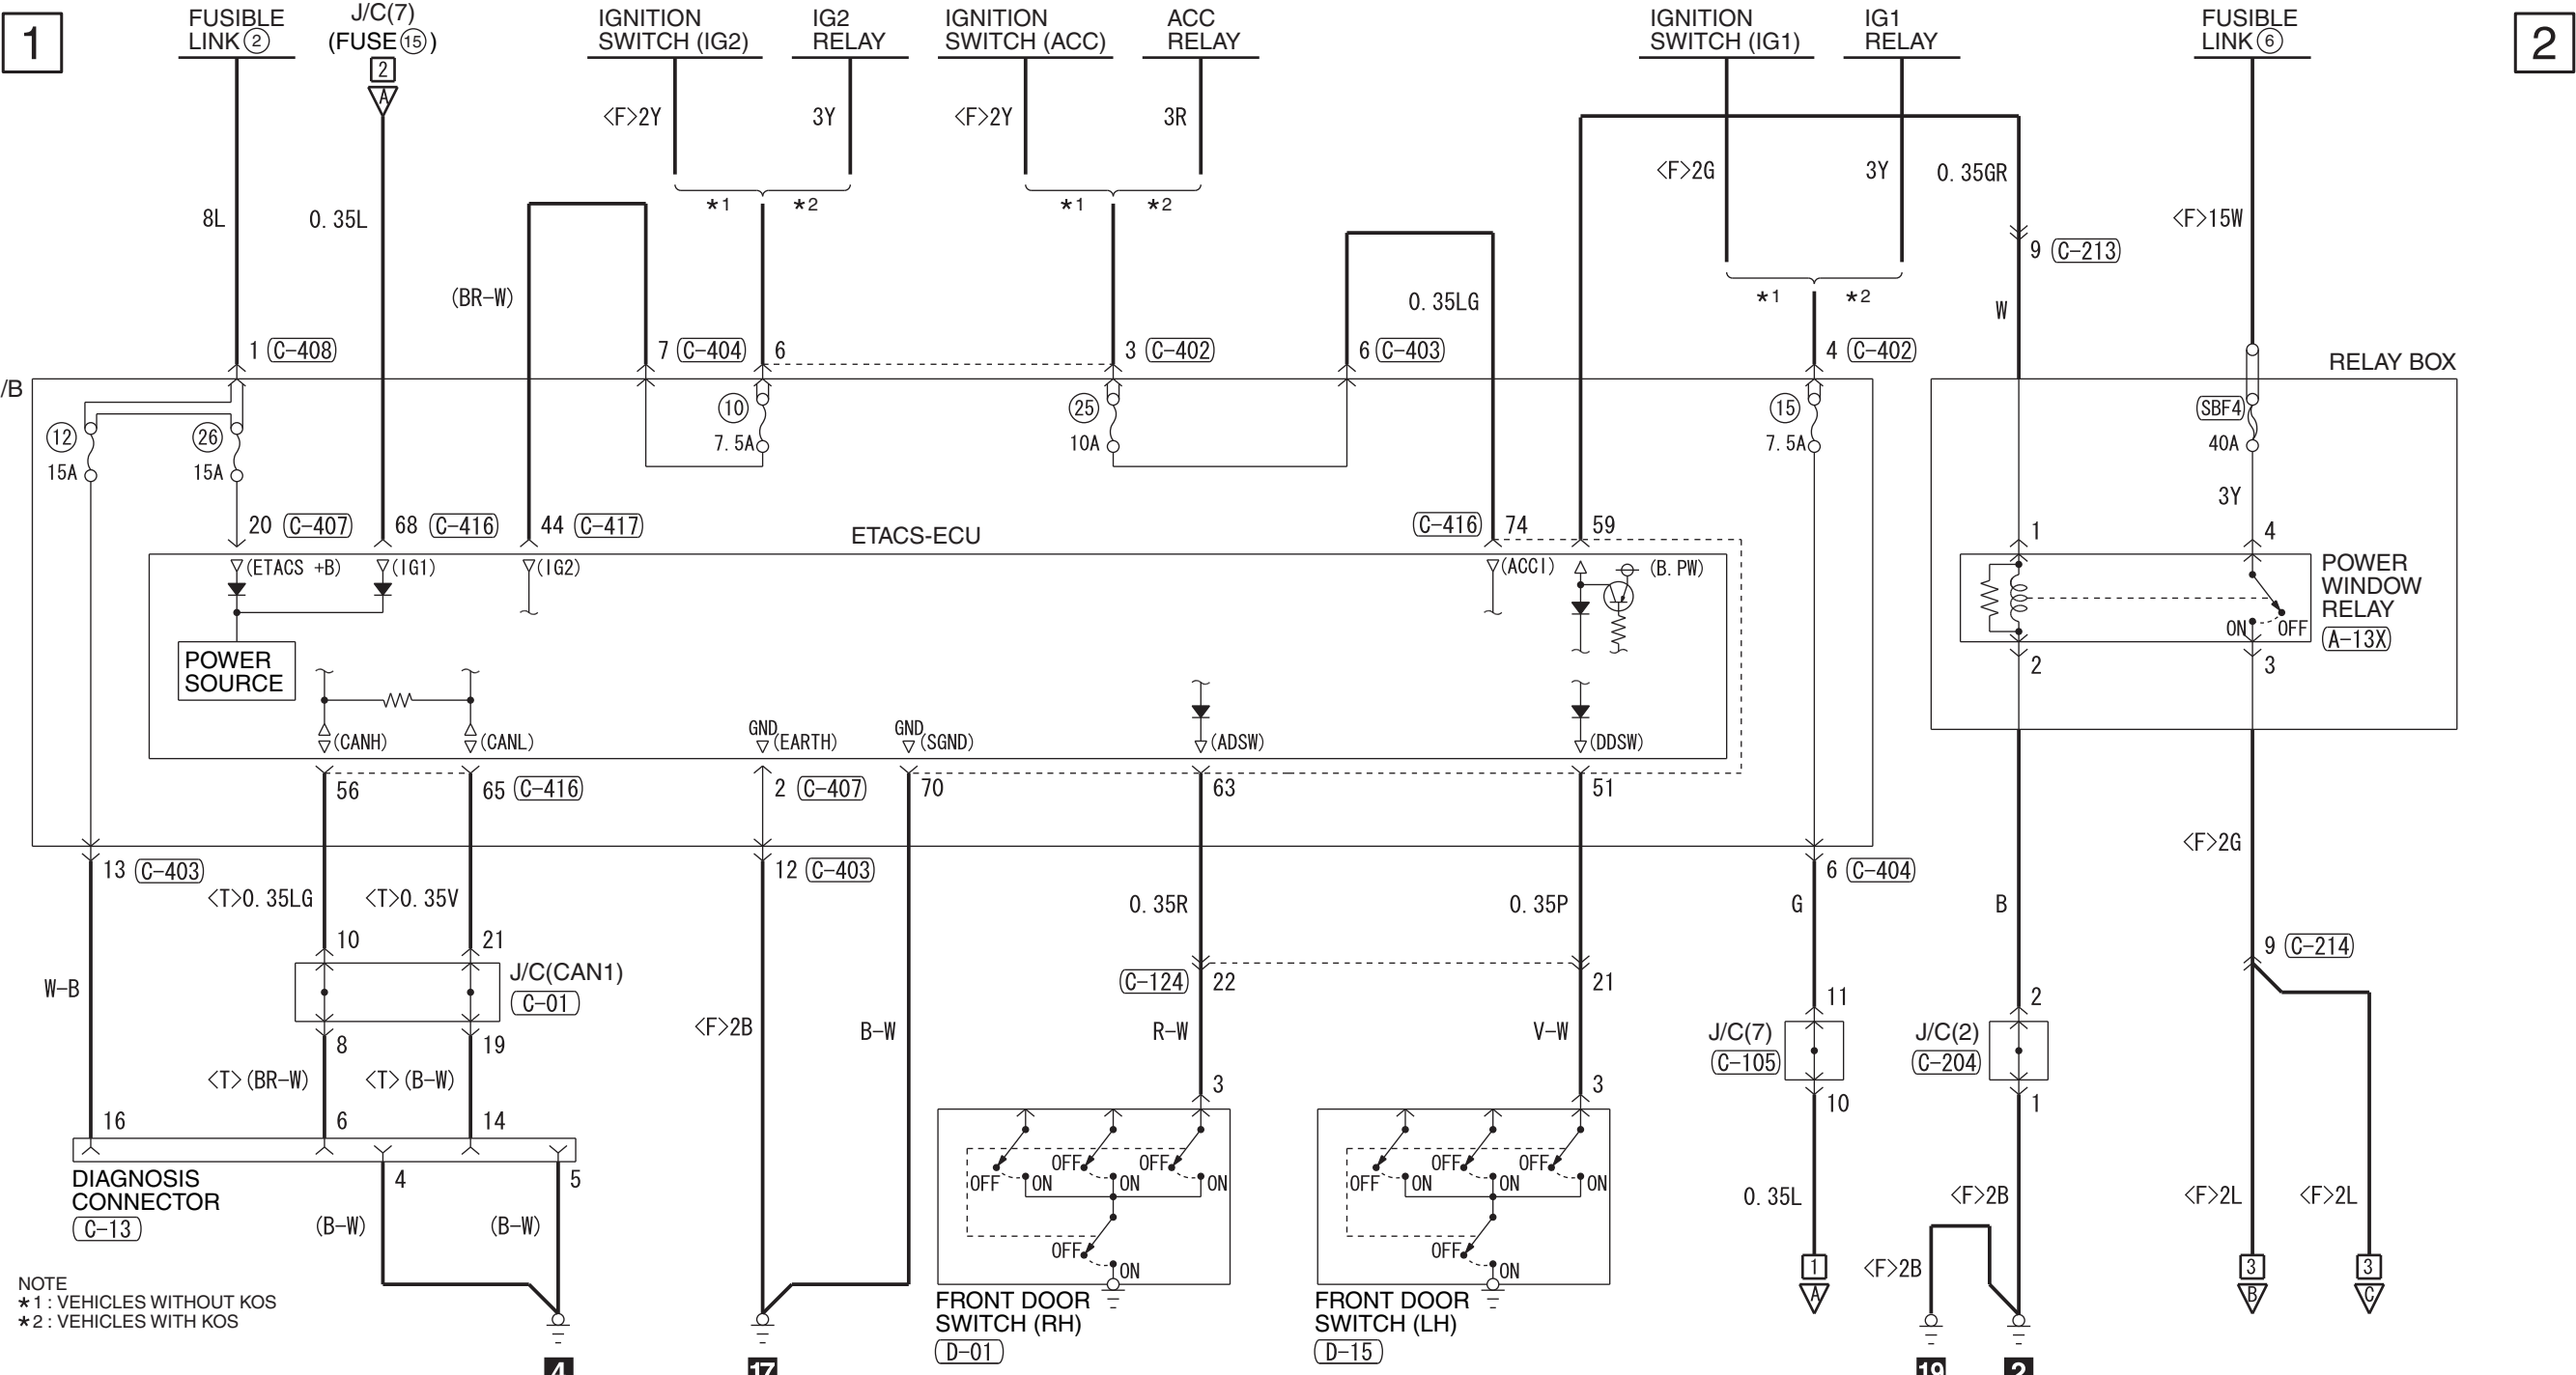 1
FUSIBLE
LINK 2
J/C(7)
(FUSE 15)
2
A
IGNITION
SWITCH (IG2)
IG2
RELAY
IGNITION
SWITCH (ACC)
ACC
RELAY
IGNITION
SWITCH (IG1)
IG1
RELAY
FUSIBLE
LINK 6
2
<F>2Y
3Y
<F>2Y
3R
<F>2G
3Y
0.35GR
*1 *2
*1 *2
8L
0.35L
<F>15W
9 C-213
(BR-W)
0.35LG
*1 *2
W
1 C-408
7 C-404
6
3 C-402
6 C-403
4 C-402
/B
RELAY BOX
12
15A
26
15A
10
7.5A
25
10A
15
7.5A
SBF4
40A
3Y
20 C-407
68 C-416
44 C-417
ETACS-ECU
C-416 74
59
1
4
(ETACS +B)
(IG1)
(IG2)
(ACCI)
(B.PW)
POWER
WINDOW
RELAY
A-13X
ON
OFF
POWER
SOURCE
2
3
(CANH)
(CANL)
GND
(EARTH)
GND
(SGND)
(ADSW)
(DDSW)
56
65 C-416
2 C-407
70
63
51
13 C-403
12 C-403
6 C-404
<F>2G
<T>0.35LG
<T>0.35V
0.35R
0.35P
G
B
10
21
9 C-214
J/C(CAN1)
C-01
W-B
C-124 22
21
11
2
<F>2B
B-W
R-W
V-W
J/C(7)
C-105
J/C(2)
C-204
8
19
<T>(BR-W)
<T>(B-W)
3
3
10
1
16
6
14
DIAGNOSIS
CONNECTOR
C-13
4
5
OFF ON
OFF ON
OFF ON
OFF ON
OFF ON
OFF ON
(B-W)
(B-W)
OFF
ON
OFF
ON
0.35L
<F>2B
<F>2L
<F>2L
<F>2B
1
A
3
B
3
C
NOTE
*1 : VEHICLES WITHOUT KOS
*2 : VEHICLES WITH KOS
FRONT DOOR
SWITCH (RH)
D-01
FRONT DOOR
SWITCH (LH)
D-15
4
17
19
2